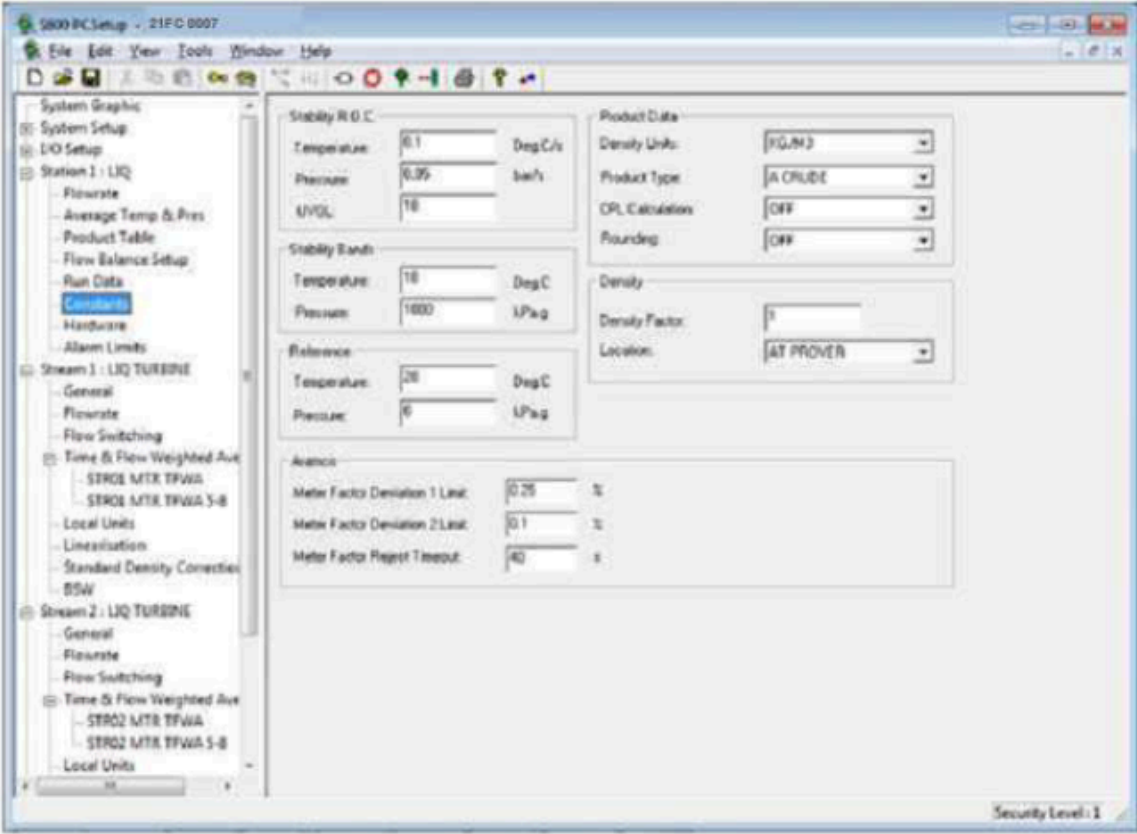 S800 PCSetup - 21FC-0007
File Edit View Tools Window Help
System Graphic
System Setup
I/O Setup
Station 1 : LIQ
Flowrate
Average Temp & Pres
Product Table
Flow Balance Setup
Run Data
Constants
Hardware
Alarm Limits
Stream 1 : LIQ TURBINE
General
Flowrate
Flow Switching
Time & Flow Weighted Ave
STR01 MTR TFWA
STR01 MTR TFWA 5-8
Local Units
Linearisation
Standard Density Correction
BSW
Stream 2 : LIQ TURBINE
General
Flowrate
Flow Switching
Time & Flow Weighted Ave
STR02 MTR TFWA
STR02 MTR TFWA 5-8
Local Units
Stability R.O.C.
Temperature: 0.1 Deg.C/s
Pressure: 0.05 bar/s
UVOL: 10
Stability Bands
Temperature: 10 Deg.C
Pressure: 1000 kPa.g
Reference
Temperature: 20 Deg.C
Pressure: kPa.g
Product Data
Density Units: KG/M3
Product Type: A CRUDE
CPL Calculation: OFF
Rounding: OFF
Density
Density Factor: 1
Location: AT PROVER
Aramco
Meter Factor Deviation 1 Limit: 0.25 %
Meter Factor Deviation 2 Limit: 0.1 %
Meter Factor Reject Timeout: 40 s
Security Level : 1